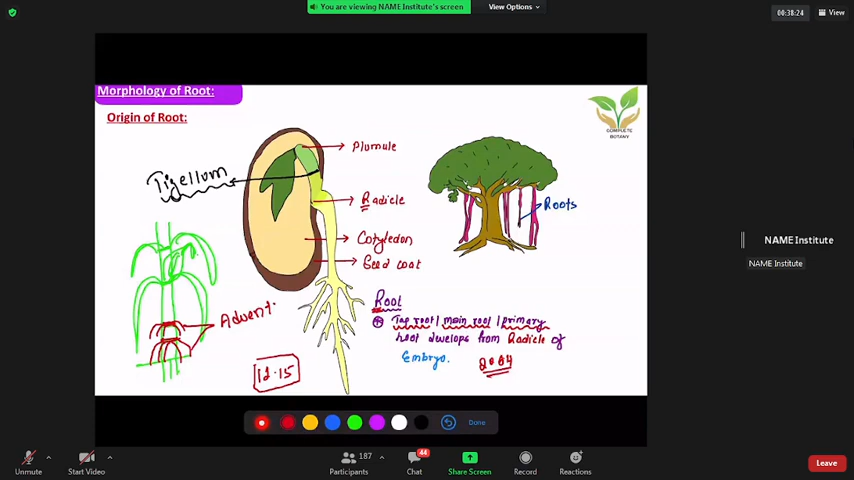 You are viewing NAME Institute's screen
View Options
00:38:24
View
Morphology of Root:
Origin of Root:
COMPLETE
BOTANY
Plumule
Tigellum
Radicle
Roots
Cotyledon
Seed coat
Root
Tap root / main root / primary
root develops from Radicle of
Embryo.
Advent.
12.15
NAME Institute
NAME Institute
Done
Unmute
Start Video
187
Participants
44
Chat
Share Screen
Record
Reactions
Leave